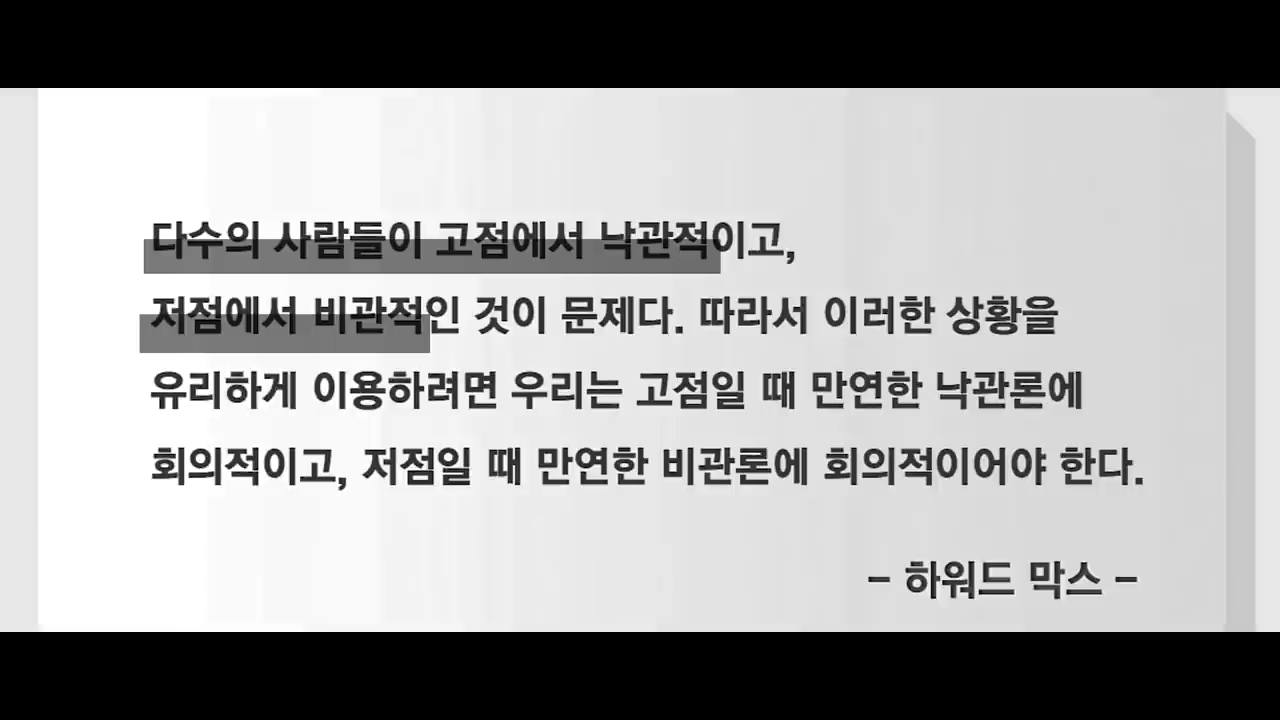 다수의 사람들이 고점에서 낙관적이고,
저점에서 비관적인 것이 문제다. 따라서 이러한 상황을
유리하게 이용하려면 우리는 고점일 때 만연한 낙관론에
회의적이고, 저점일 때 만연한 비관론에 회의적이어야 한다.
- 하워드 막스 -